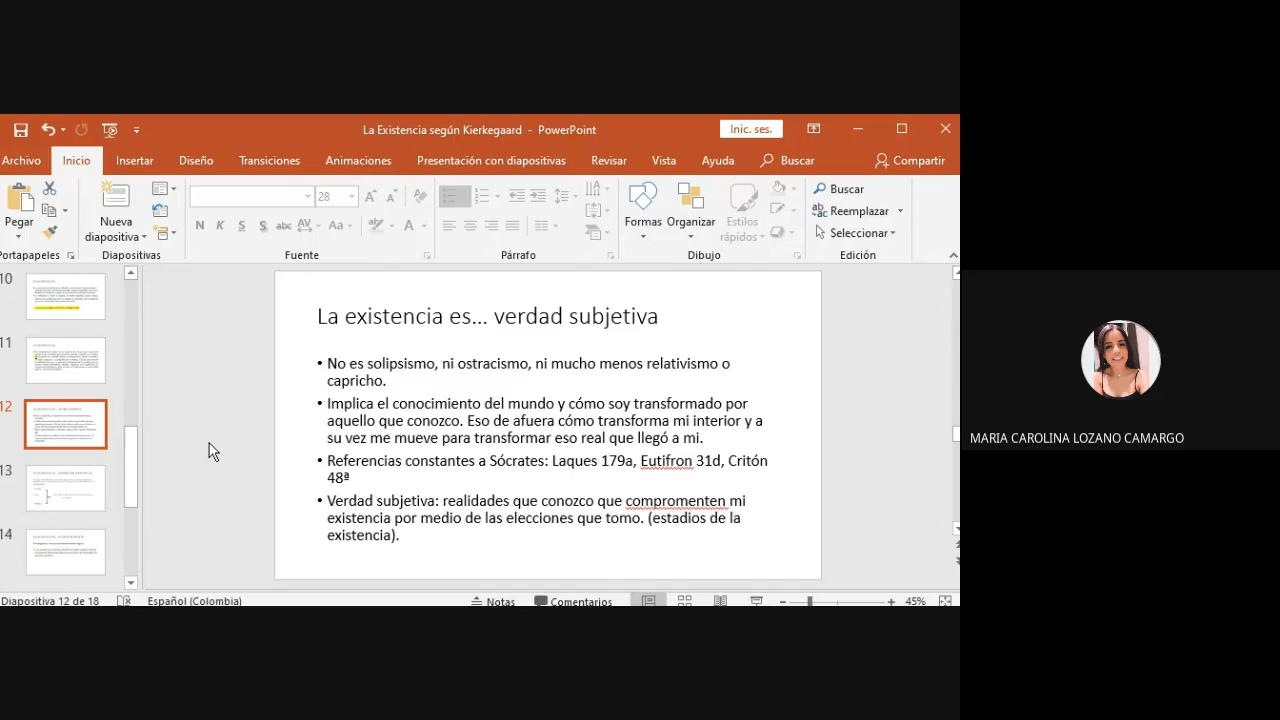 La Existencia según Kierkegaard - PowerPoint
Inic. ses.
Archivo Inicio Insertar Diseño Transiciones Animaciones Presentación con diapositivas Revisar Vista Ayuda Buscar Compartir
Pegar
Nueva diapositiva
28
N K S S abc AV Aa A
Formas
Organizar
Estilos rápidos
Buscar
Reemplazar
Seleccionar
Portapapeles Diapositivas Fuente Párrafo Dibujo Edición
10
11
12
13
14
La existencia es... verdad subjetiva
• No es solipsismo, ni ostracismo, ni mucho menos relativismo o
capricho.
• Implica el conocimiento del mundo y cómo soy transformado por
aquello que conozco. Eso de afuera cómo transforma mi interior y a
su vez me mueve para transformar eso real que llegó a mi.
• Referencias constantes a Sócrates: Laques 179a, Eutifron 31d, Critón
48ª
• Verdad subjetiva: realidades que conozco que compromenten mi
existencia por medio de las elecciones que tomo. (estadios de la
existencia).
MARIA CAROLINA LOZANO CAMARGO
Diapositiva 12 de 18 Español (Colombia) Notas Comentarios 45%